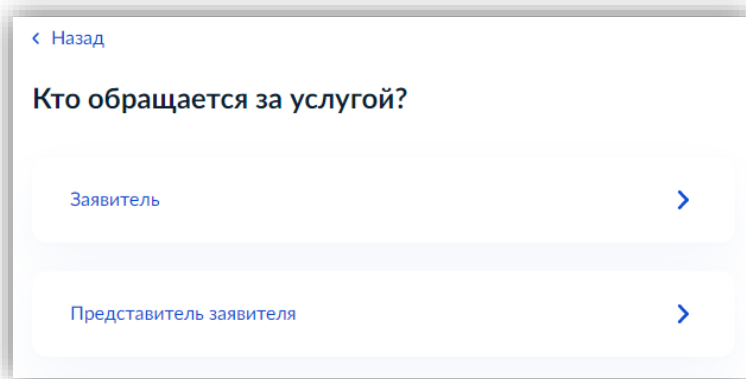 Назад
Кто обращается за услугой?
Заявитель
Представитель заявителя